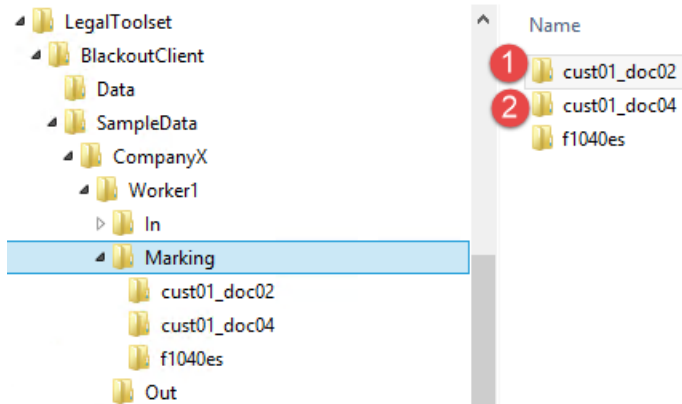 LegalToolset
BlackoutClient
Data
SampleData
CompanyX
Worker1
In
Marking
cust01_doc02
cust01_doc04
f1040es
Out
Name
1 cust01_doc02
2 cust01_doc04
f1040es